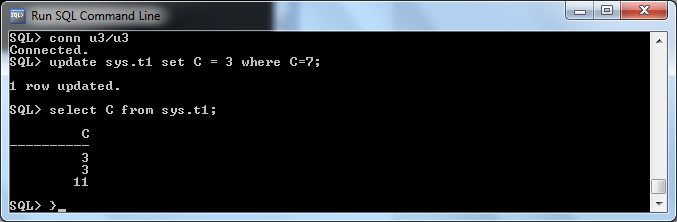 Run SQL Command Line
SQL> conn u3/u3
Connected.
SQL> update sys.t1 set C = 3 where C=7;
1 row updated.
SQL> select C from sys.t1;
C
----------
3
3
11
SQL> }_